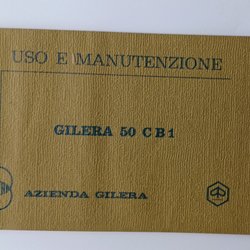 USO E MANUTENZIONE
GILERA 50 CB1
AZIENDA GILERA